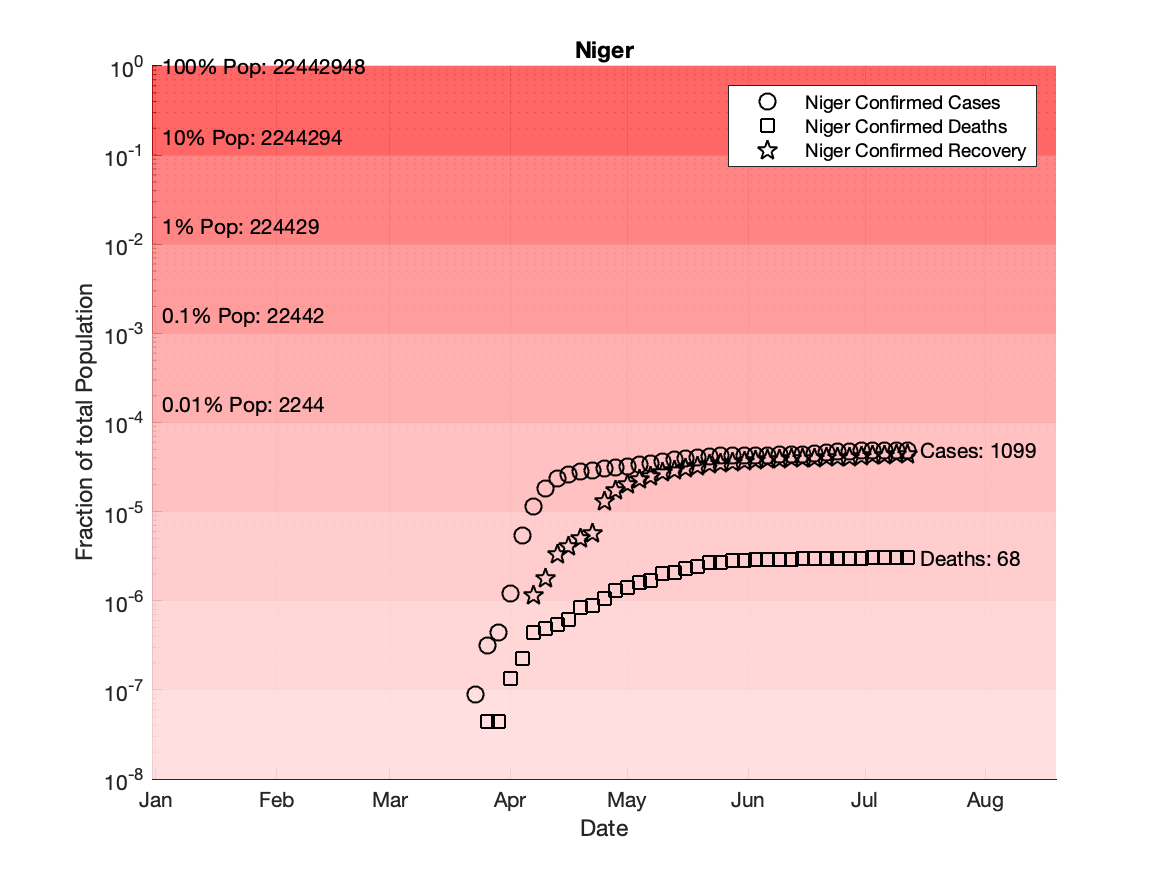 Niger
10^0
100% Pop: 22442948
Niger Confirmed Cases
Niger Confirmed Deaths
Niger Confirmed Recovery
10% Pop: 2244294
10^-1
1% Pop: 224429
10^-2
0.1% Pop: 22442
10^-3
0.01% Pop: 2244
10^-4
Cases: 1099
10^-5
Deaths: 68
10^-6
10^-7
10^-8
Fraction of total Population
Jan Feb Mar Apr May Jun Jul Aug
Date